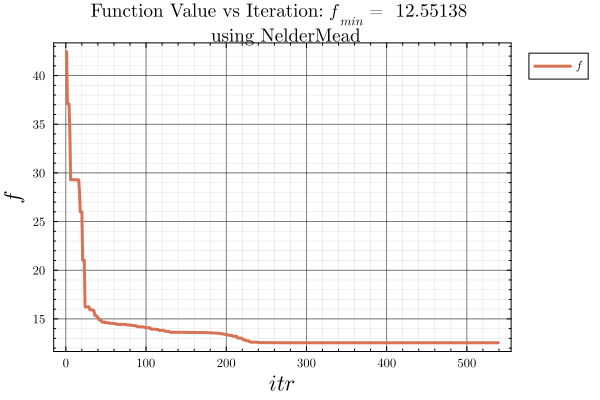 Function Value vs Iteration: f_min = 12.55138
using NelderMead
f
40
35
30
25
20
15
f
0 100 200 300 400 500
itr